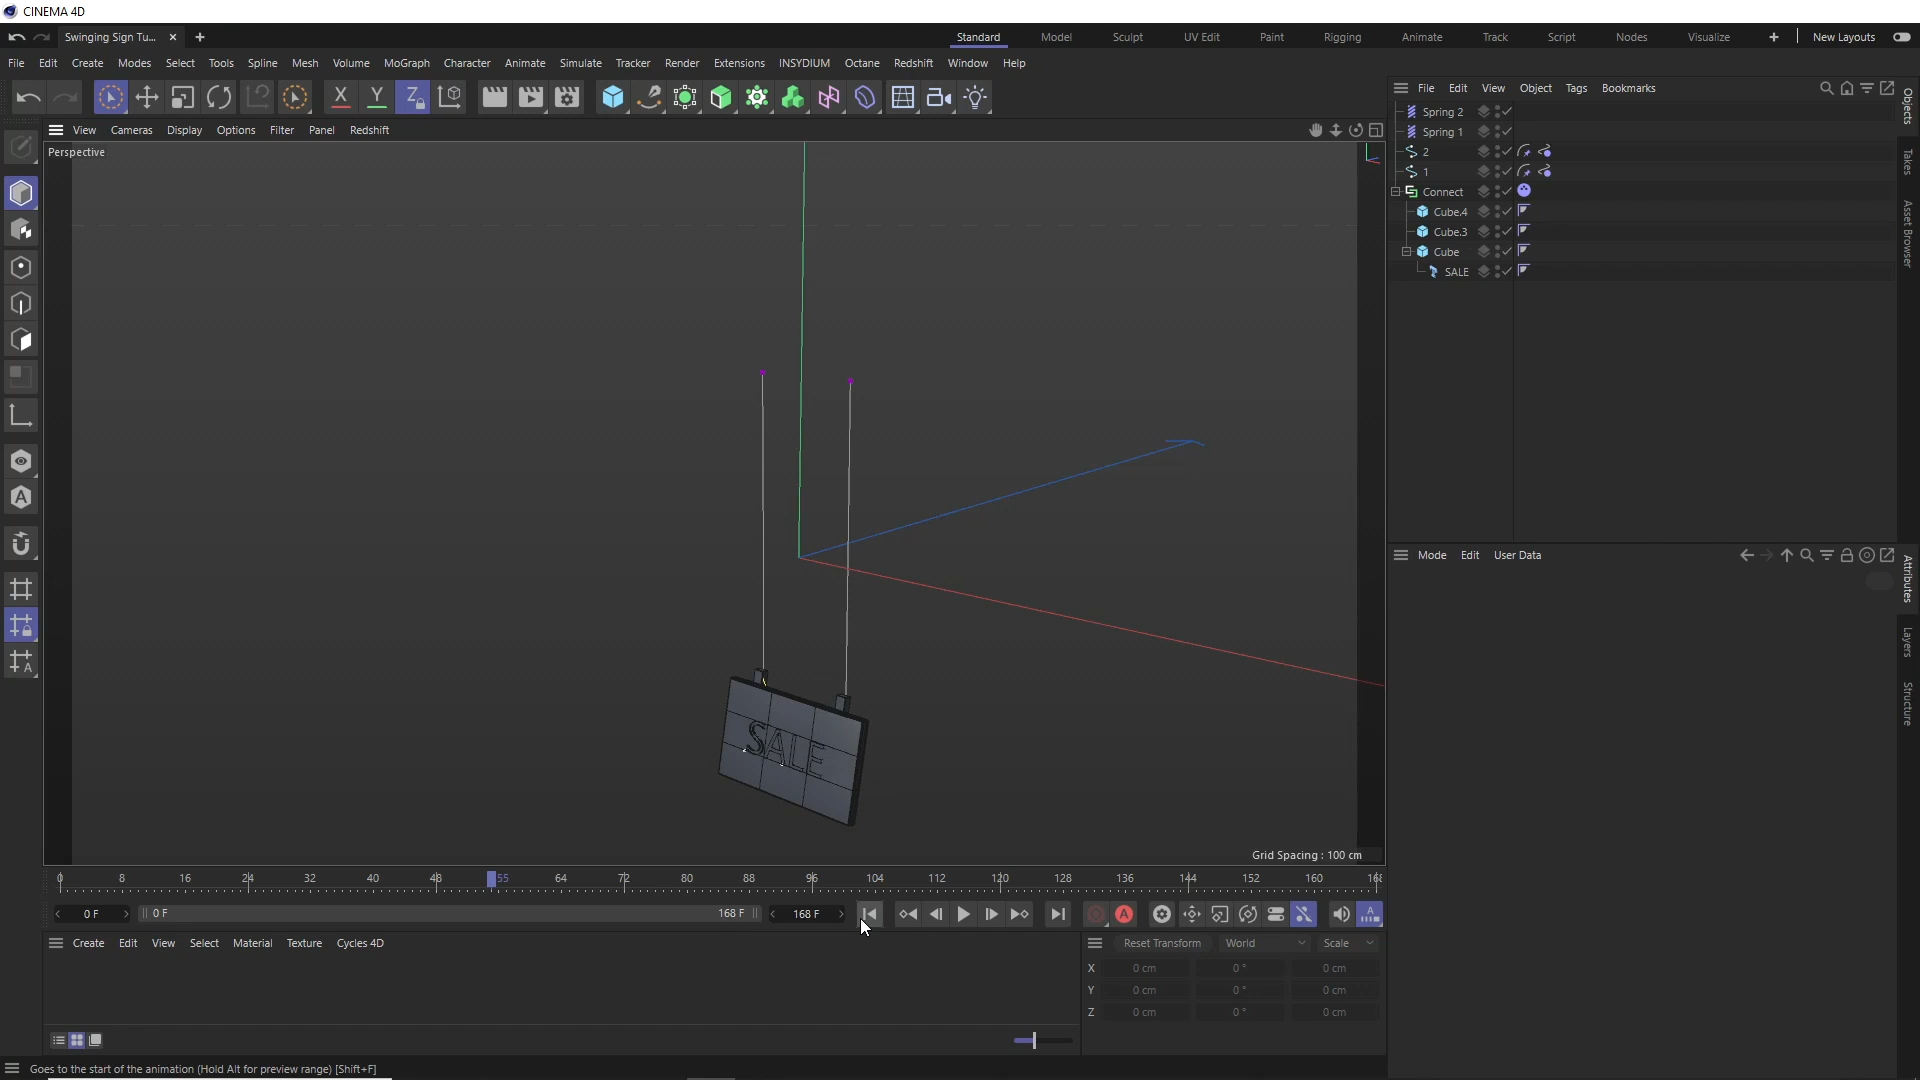 CINEMA 4D
Swinging Sign Tu...
Standard
Model
Sculpt
UV Edit
Paint
Rigging
Animate
Track
Script
Nodes
Visualize
New Layouts
File Edit Create Modes Select Tools Spline Mesh Volume MoGraph Character Animate Simulate Tracker Render Extensions INSYDIUM Octane Redshift Window Help
X Y Z
File Edit View Object Tags Bookmarks
View Cameras Display Options Filter Panel Redshift
Perspective
Spring 2
Spring 1
2
1
Connect
Cube.4
Cube.3
Cube
SALE
Objects
Takes
Asset Browser
Mode Edit User Data
Attributes
Layers
Structure
SALE
Grid Spacing : 100 cm
0 8 16 24 32 40 48 55 64 72 80 88 96 104 112 120 128 136 144 152 160 168
0 F 0 F 168 F 168 F
Create Edit View Select Material Texture Cycles 4D
Reset Transform World Scale
X 0 cm 0 ° 0 cm
Y 0 cm 0 ° 0 cm
Z 0 cm 0 ° 0 cm
Goes to the start of the animation (Hold Alt for preview range) [Shift+F]